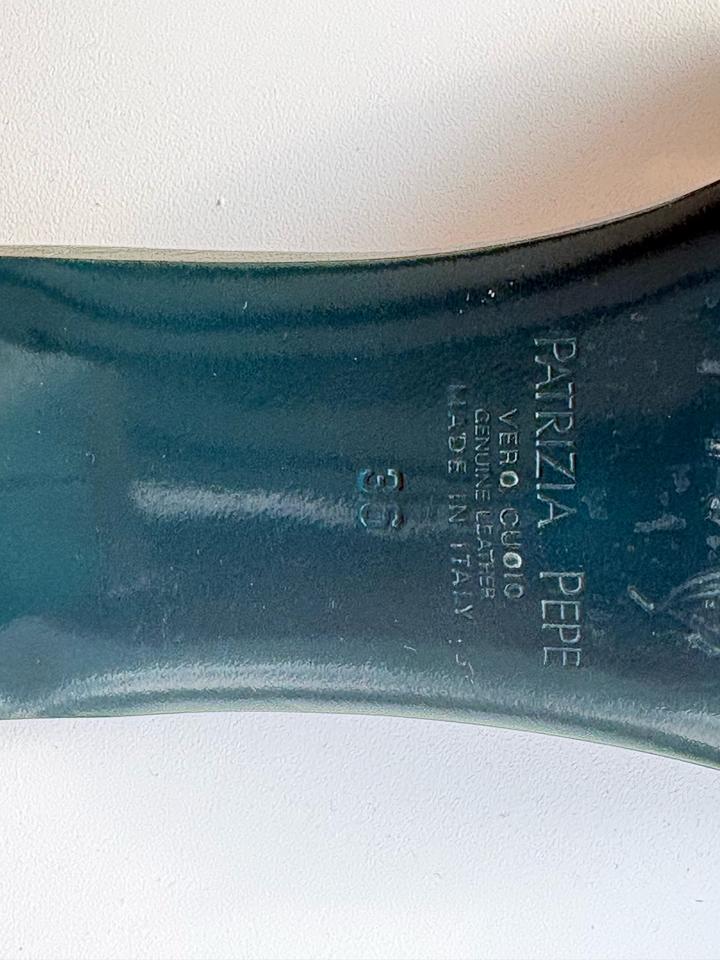 PATRIZIA PEPE
VERO CUOIO
GENUINE LEATHER
MADE IN ITALY
36